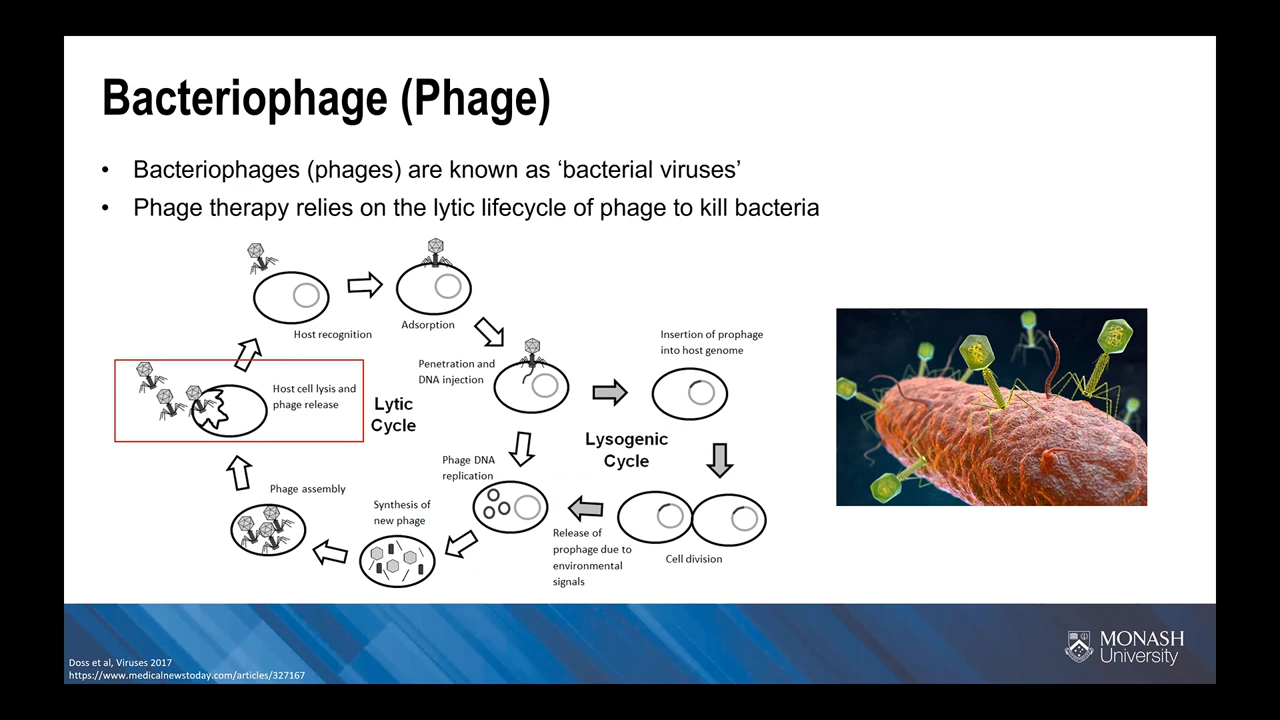 Bacteriophage (Phage)
• Bacteriophages (phages) are known as ‘bacterial viruses’
• Phage therapy relies on the lytic lifecycle of phage to kill bacteria
Host recognition
Adsorption
Penetration and
DNA injection
Insertion of prophage
into host genome
Host cell lysis and
phage release
Lytic
Cycle
Lysogenic
Cycle
Phage DNA
replication
Phage assembly
Synthesis of
new phage
Release of
prophage due to
environmental
signals
Cell division
Doss et al, Viruses 2017
https://www.medicalnewstoday.com/articles/327167
MONASH
University